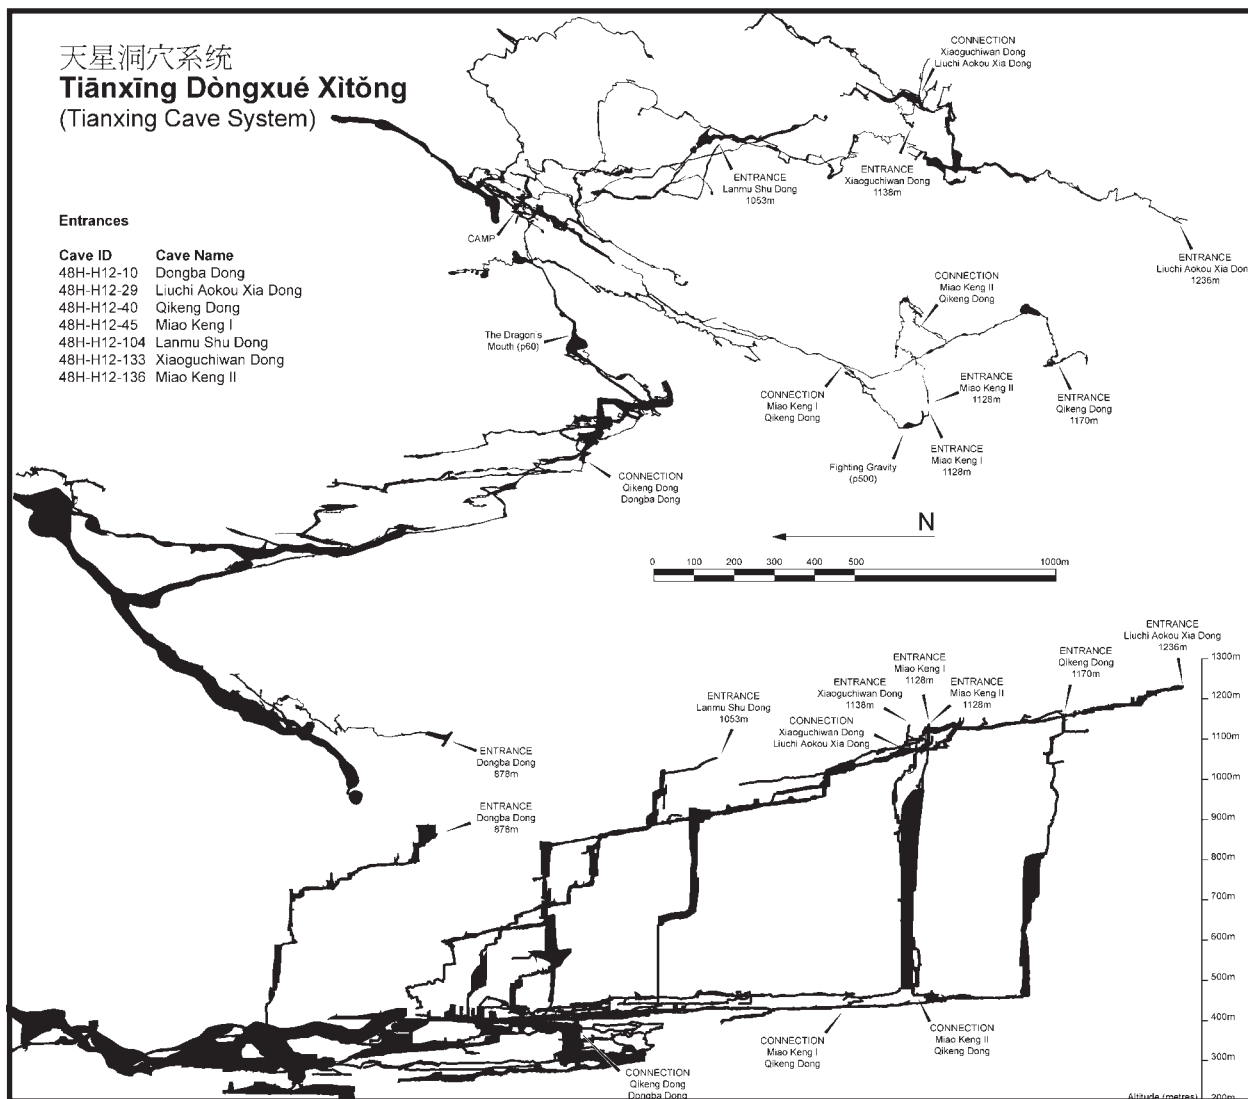 天星洞穴系统
Tiānxīng Dòngxué Xìtǒng
(Tianxing Cave System)
Entrances
Cave ID Cave Name
48H-H12-10 Dongba Dong
48H-H12-29 Liuchi Aokou Xia Dong
48H-H12-40 Qikeng Dong
48H-H12-45 Miao Keng I
48H-H12-104 Lanmu Shu Dong
48H-H12-133 Xiaoguchiwan Dong
48H-H12-136 Miao Keng II
CONNECTION
Xiaoguchiwan Dong
Liuchi Aokou Xia Dong
ENTRANCE
Lanmu Shu Dong
1053m
ENTRANCE
Xiaoguchiwan Dong
1138m
CAMP
ENTRANCE
Liuchi Aokou Xia Don
1236m
CONNECTION
Miao Keng II
Qikeng Dong
The Dragon's
Mouth (p60)
CONNECTION
Miao Keng I
Qikeng Dong
ENTRANCE
Miao Keng II
1128m
ENTRANCE
Qikeng Dong
1170m
ENTRANCE
Miao Keng I
1128m
Fighting Gravity
(p500)
CONNECTION
Qikeng Dong
Dongba Dong
N
0 100 200 300 400 500 1000m
ENTRANCE
Dongba Dong
878m
ENTRANCE
Dongba Dong
878m
ENTRANCE
Lanmu Shu Dong
1053m
ENTRANCE
Xiaoguchiwan Dong
1138m
ENTRANCE
Miao Keng I
1128m
ENTRANCE
Miao Keng II
1128m
CONNECTION
Xiaoguchiwan Dong
Liuchi Aokou Xia Dong
ENTRANCE
Qikeng Dong
1170m
ENTRANCE
Liuchi Aokou Xia Dong
1236m
1300m
1200m
1100m
1000m
900m
800m
700m
600m
500m
400m
300m
200m
Altitude (metres)
CONNECTION
Miao Keng I
Qikeng Dong
CONNECTION
Miao Keng II
Qikeng Dong
CONNECTION
Qikeng Dong
Dongba Dong